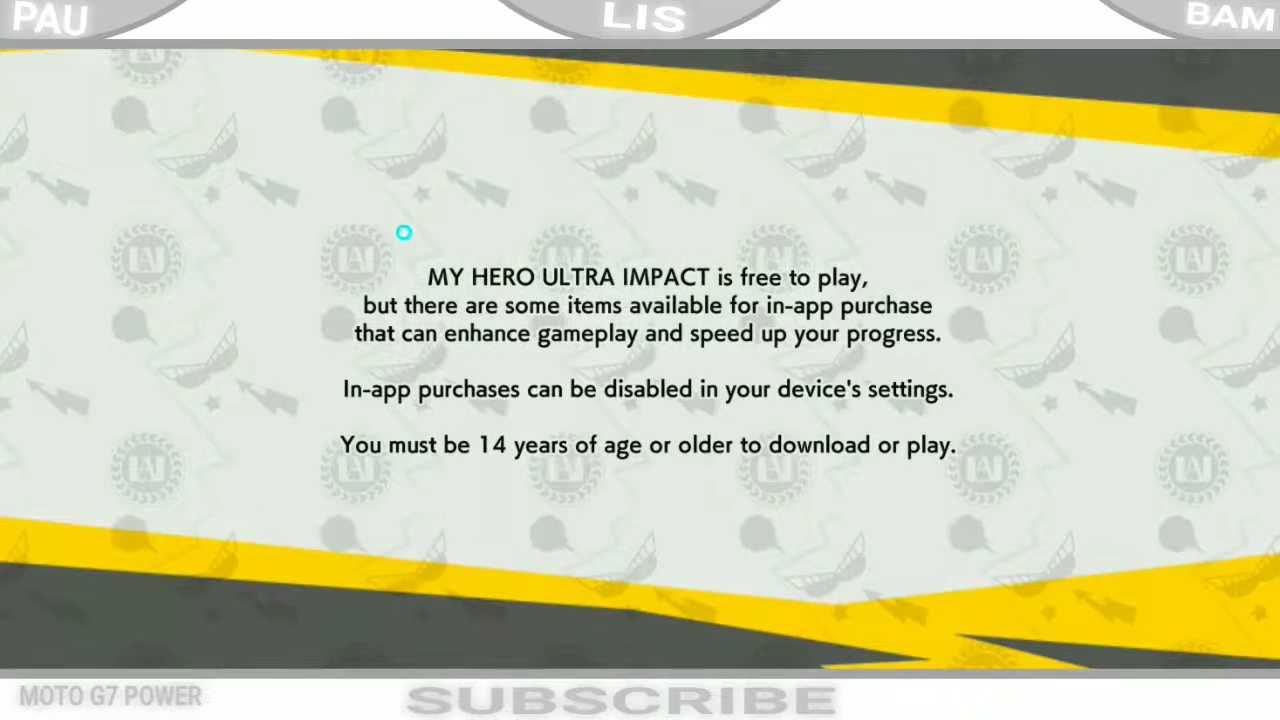 PAU
LIS
BAM
MY HERO ULTRA IMPACT is free to play,
but there are some items available for in-app purchase
that can enhance gameplay and speed up your progress.
In-app purchases can be disabled in your device's settings.
You must be 14 years of age or older to download or play.
MOTO G7 POWER
SUBSCRIBE